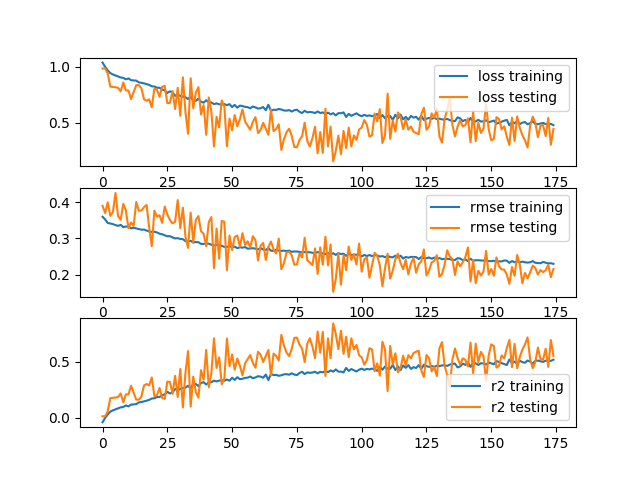 1.0
0.5
loss training
loss testing
0 25 50 75 100 125 150 175
0.4
0.3
0.2
rmse training
rmse testing
0 25 50 75 100 125 150 175
0.5
0.0
r2 training
r2 testing
0 25 50 75 100 125 150 175